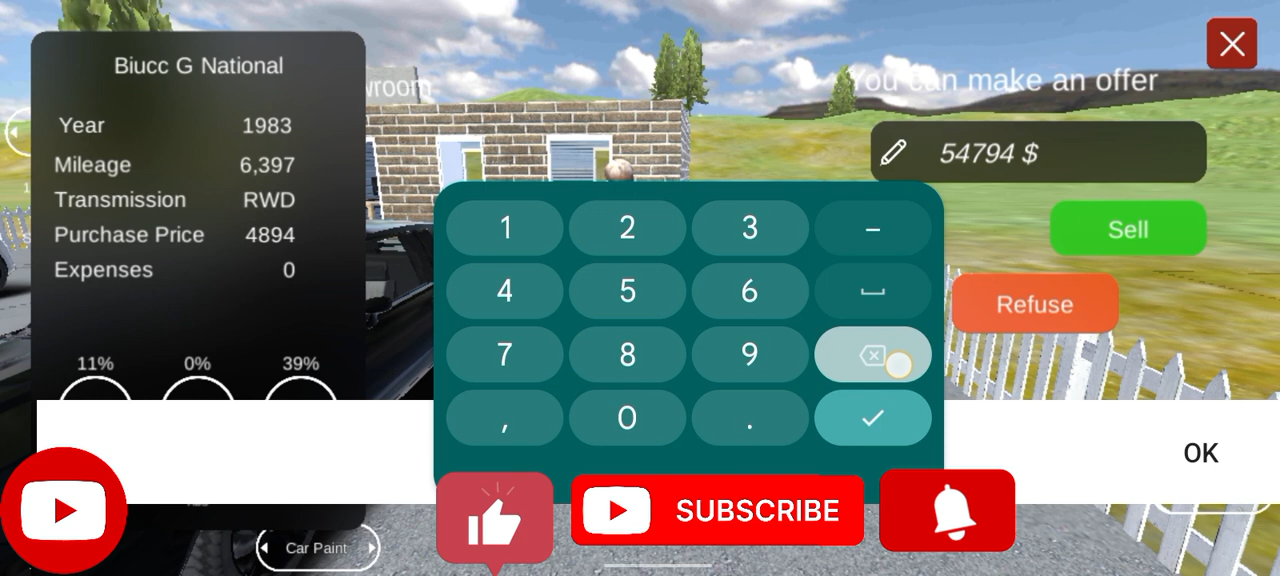 Biucc G National
Year 1983
Mileage 6,397
Transmission RWD
Purchase Price 4894
Expenses 0
11% 0% 39%
You can make an offer
54794 $
Sell
Refuse
1 2 3 –
4 5 6
7 8 9
, 0 .
OK
SUBSCRIBE
Car Paint